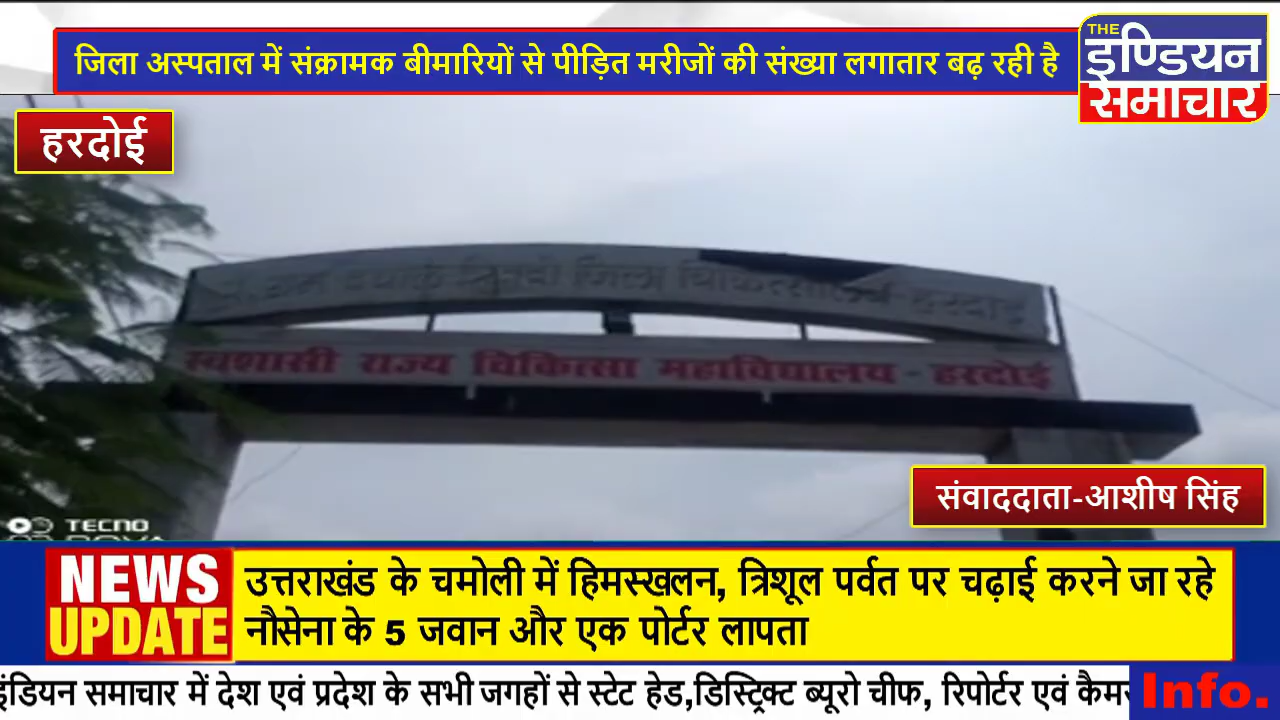 जिला अस्पताल में संक्रामक बीमारियों से पीड़ित मरीजों की संख्या लगातार बढ़ रही है
THE
इण्डियन
समाचार
हरदोई
जिला चिकित्सालय-हरदोई
स्वशासी राज्य चिकित्सा महाविद्यालय - हरदोई
संवाददाता-आशीष सिंह
TECNO
NEWS
UPDATE
उत्तराखंड के चमोली में हिमस्खलन, त्रिशूल पर्वत पर चढ़ाई करने जा रहे
नौसेना के 5 जवान और एक पोर्टर लापता
इंडियन समाचार में देश एवं प्रदेश के सभी जगहों से स्टेट हेड,डिस्ट्रिक्ट ब्यूरो चीफ, रिपोर्टर एवं
Info.